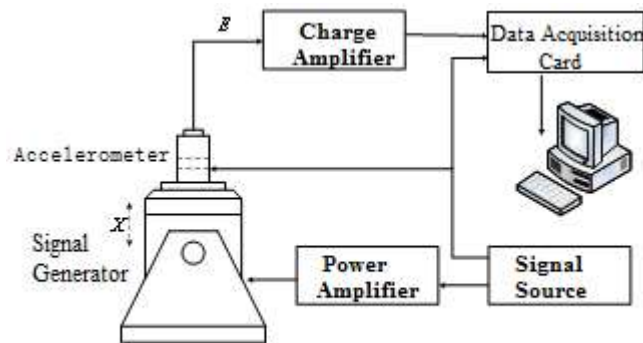 E
Charge
Amplifier
Data Acquisition
Card
Accelerometer
X
Signal
Generator
Power
Amplifier
Signal
Source